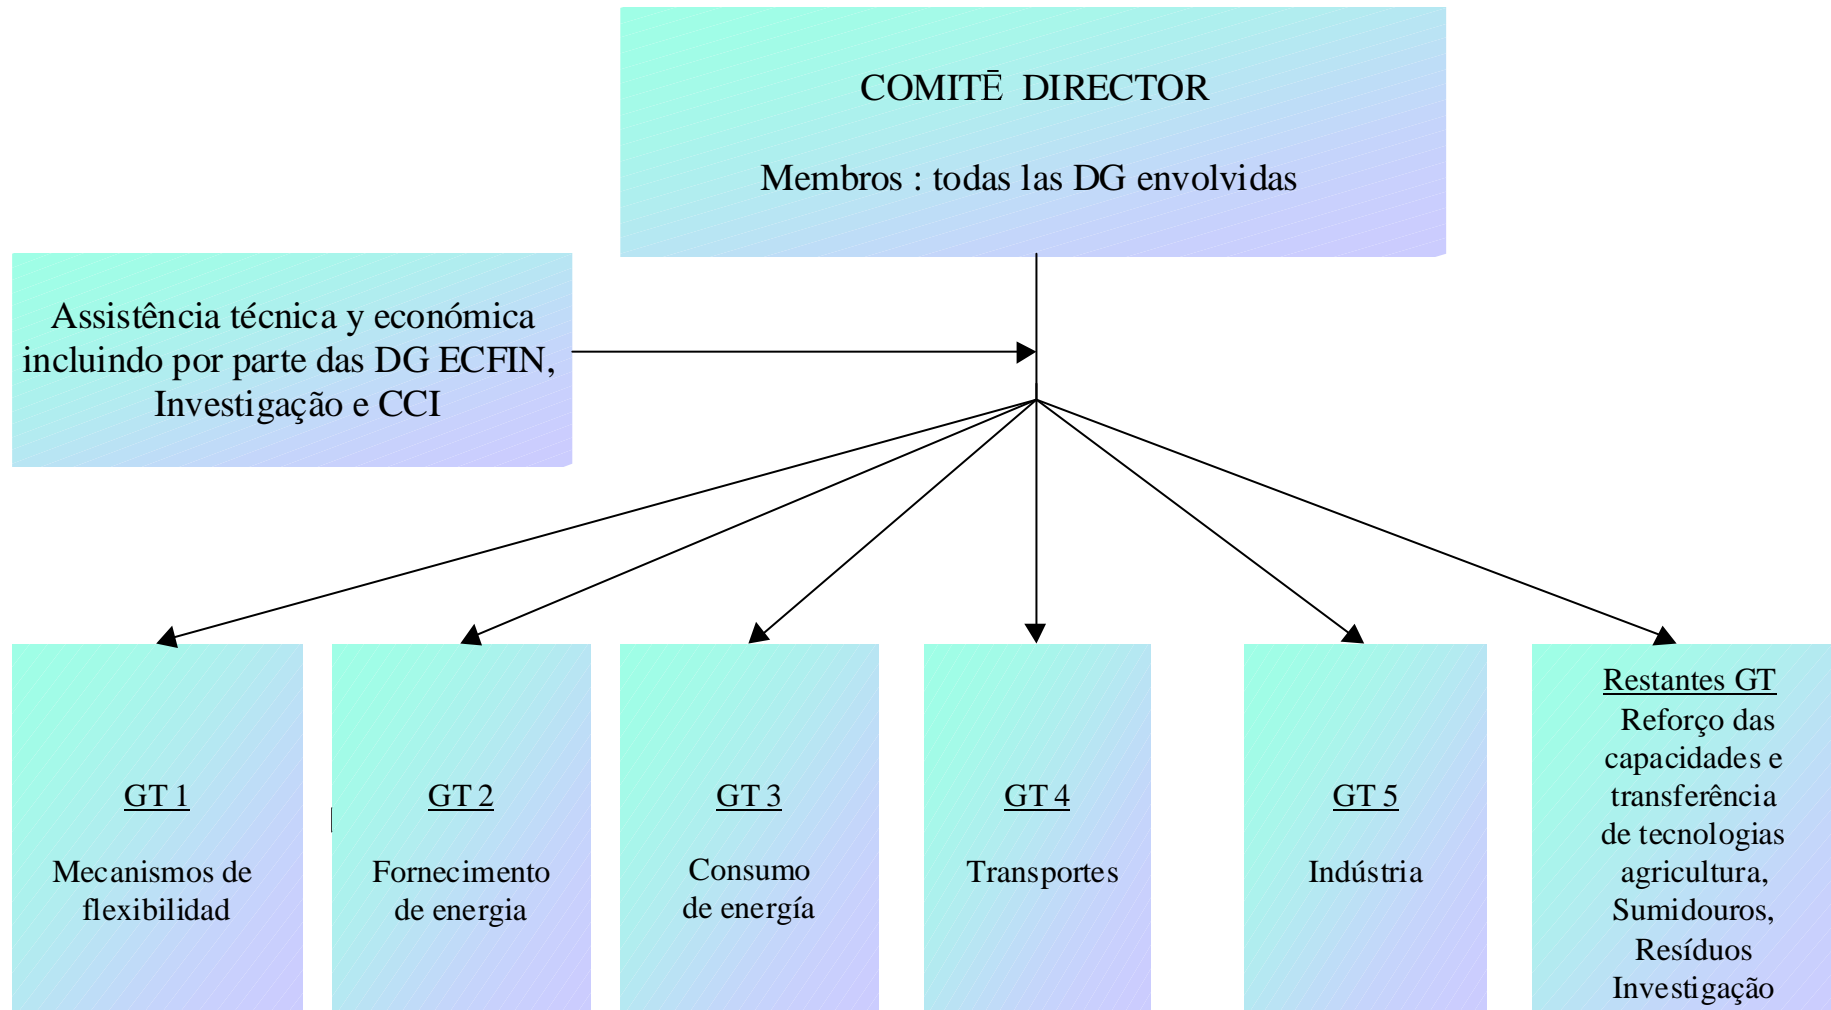 COMITĒ DIRECTOR
Membros : todas las DG envolvidas
Assistência técnica y económica
incluindo por parte das DG ECFIN,
Investigação e CCI
GT 1
Mecanismos de
flexibilidad
GT 2
Fornecimento
de energia
GT 3
Consumo
de energía
GT 4
Transportes
GT 5
Indústria
Restantes GT
Reforço das
capacidades e
transferência
de tecnologias
agricultura,
Sumidouros,
Resíduos
Investigação